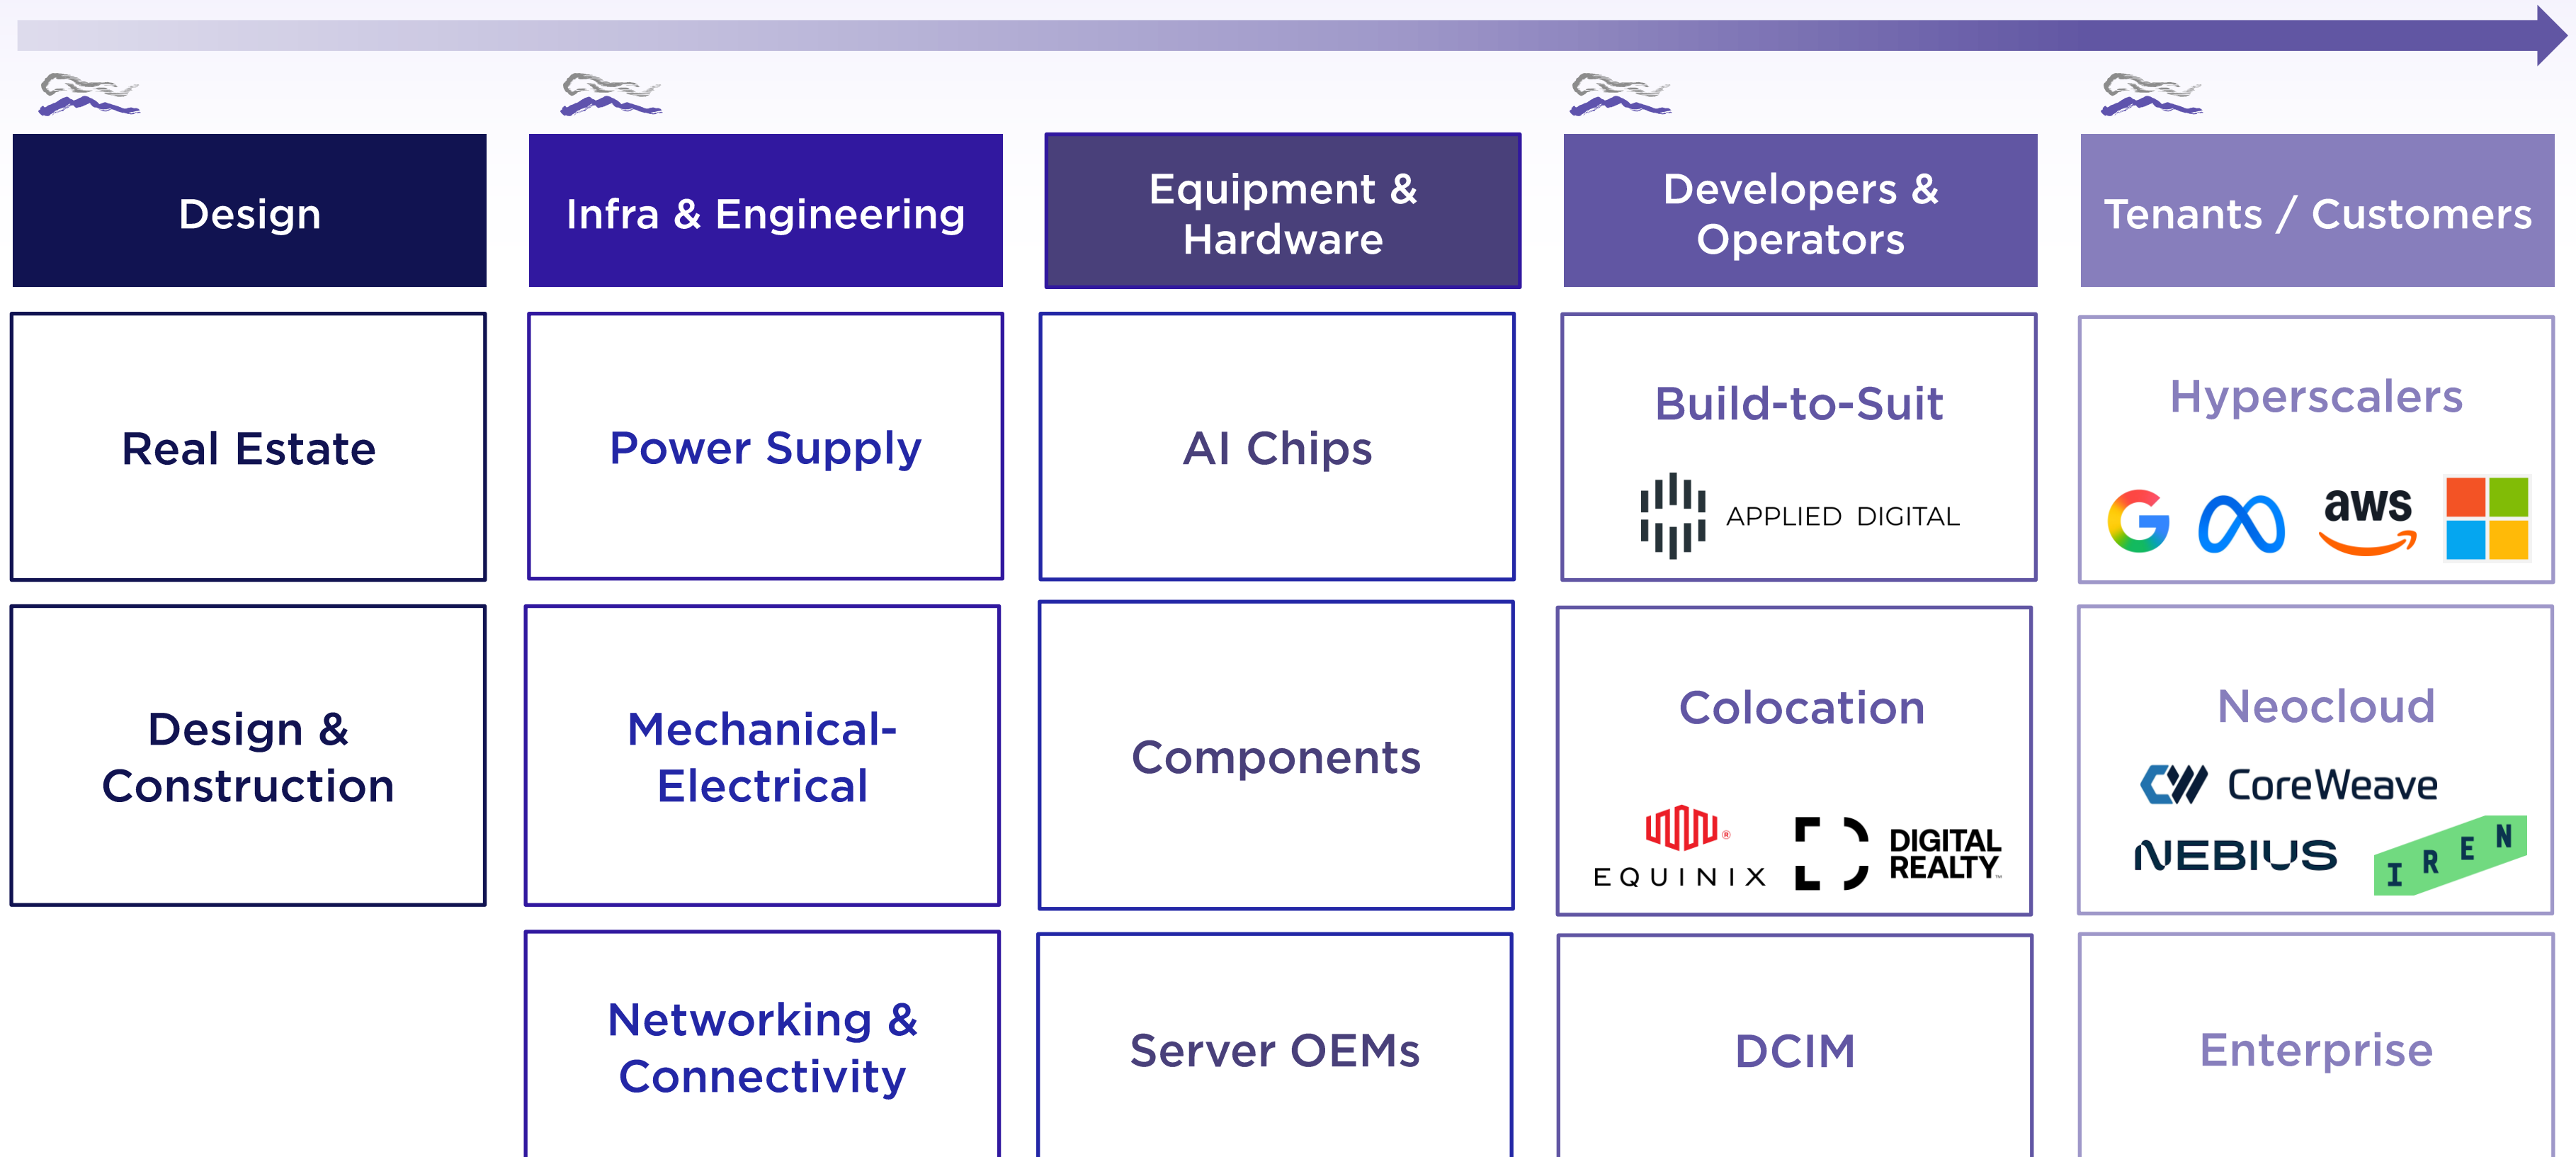 Design
Infra & Engineering
Equipment &
Hardware
Developers &
Operators
Tenants / Customers
Real Estate
Power Supply
AI Chips
Build-to-Suit
APPLIED DIGITAL
Hyperscalers
aws
Design &
Construction
Mechanical-
Electrical
Components
Colocation
EQUINIX
DIGITAL
REALTY
Neocloud
CoreWeave
NEBIUS
IREN
Networking &
Connectivity
Server OEMs
DCIM
Enterprise